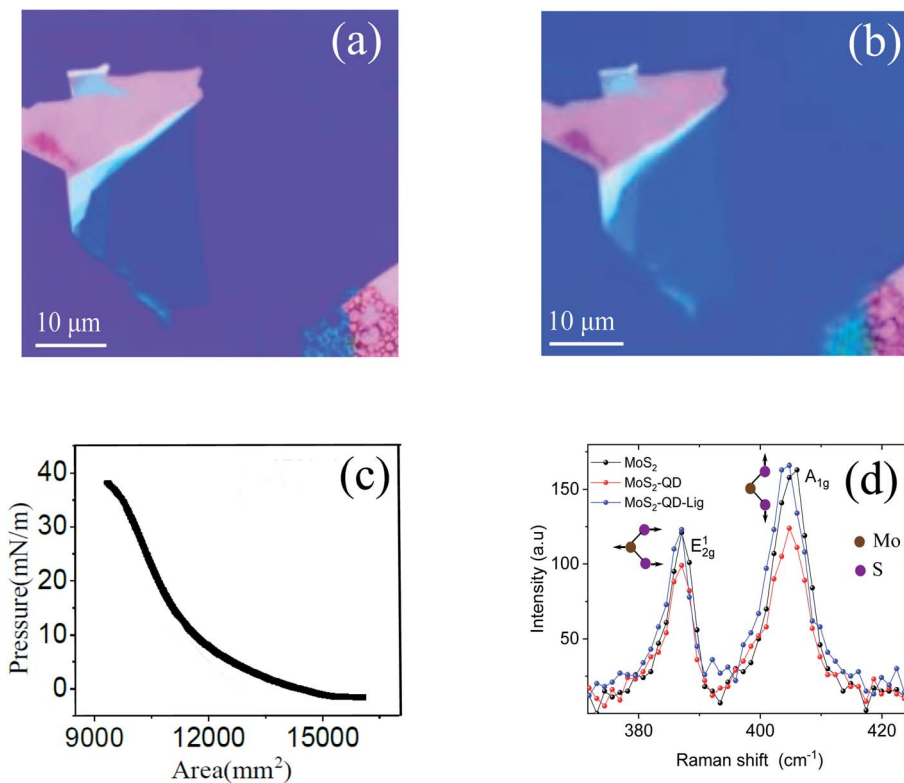 (a)
10 μm
(b)
10 μm
(c)
Pressure(mN/m)
40
30
20
10
0
9000 12000 15000
Area(mm²)
(d)
MoS₂
MoS₂-QD
MoS₂-QD-Lig
E¹₂g
A₁g
Mo
S
Intensity (a.u)
150
100
50
380 400 420
Raman shift (cm⁻¹)